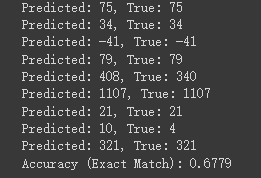 Predicted: 75, True: 75
Predicted: 34, True: 34
Predicted: -41, True: -41
Predicted: 79, True: 79
Predicted: 408, True: 340
Predicted: 1107, True: 1107
Predicted: 21, True: 21
Predicted: 10, True: 4
Predicted: 321, True: 321
Accuracy (Exact Match): 0.6779